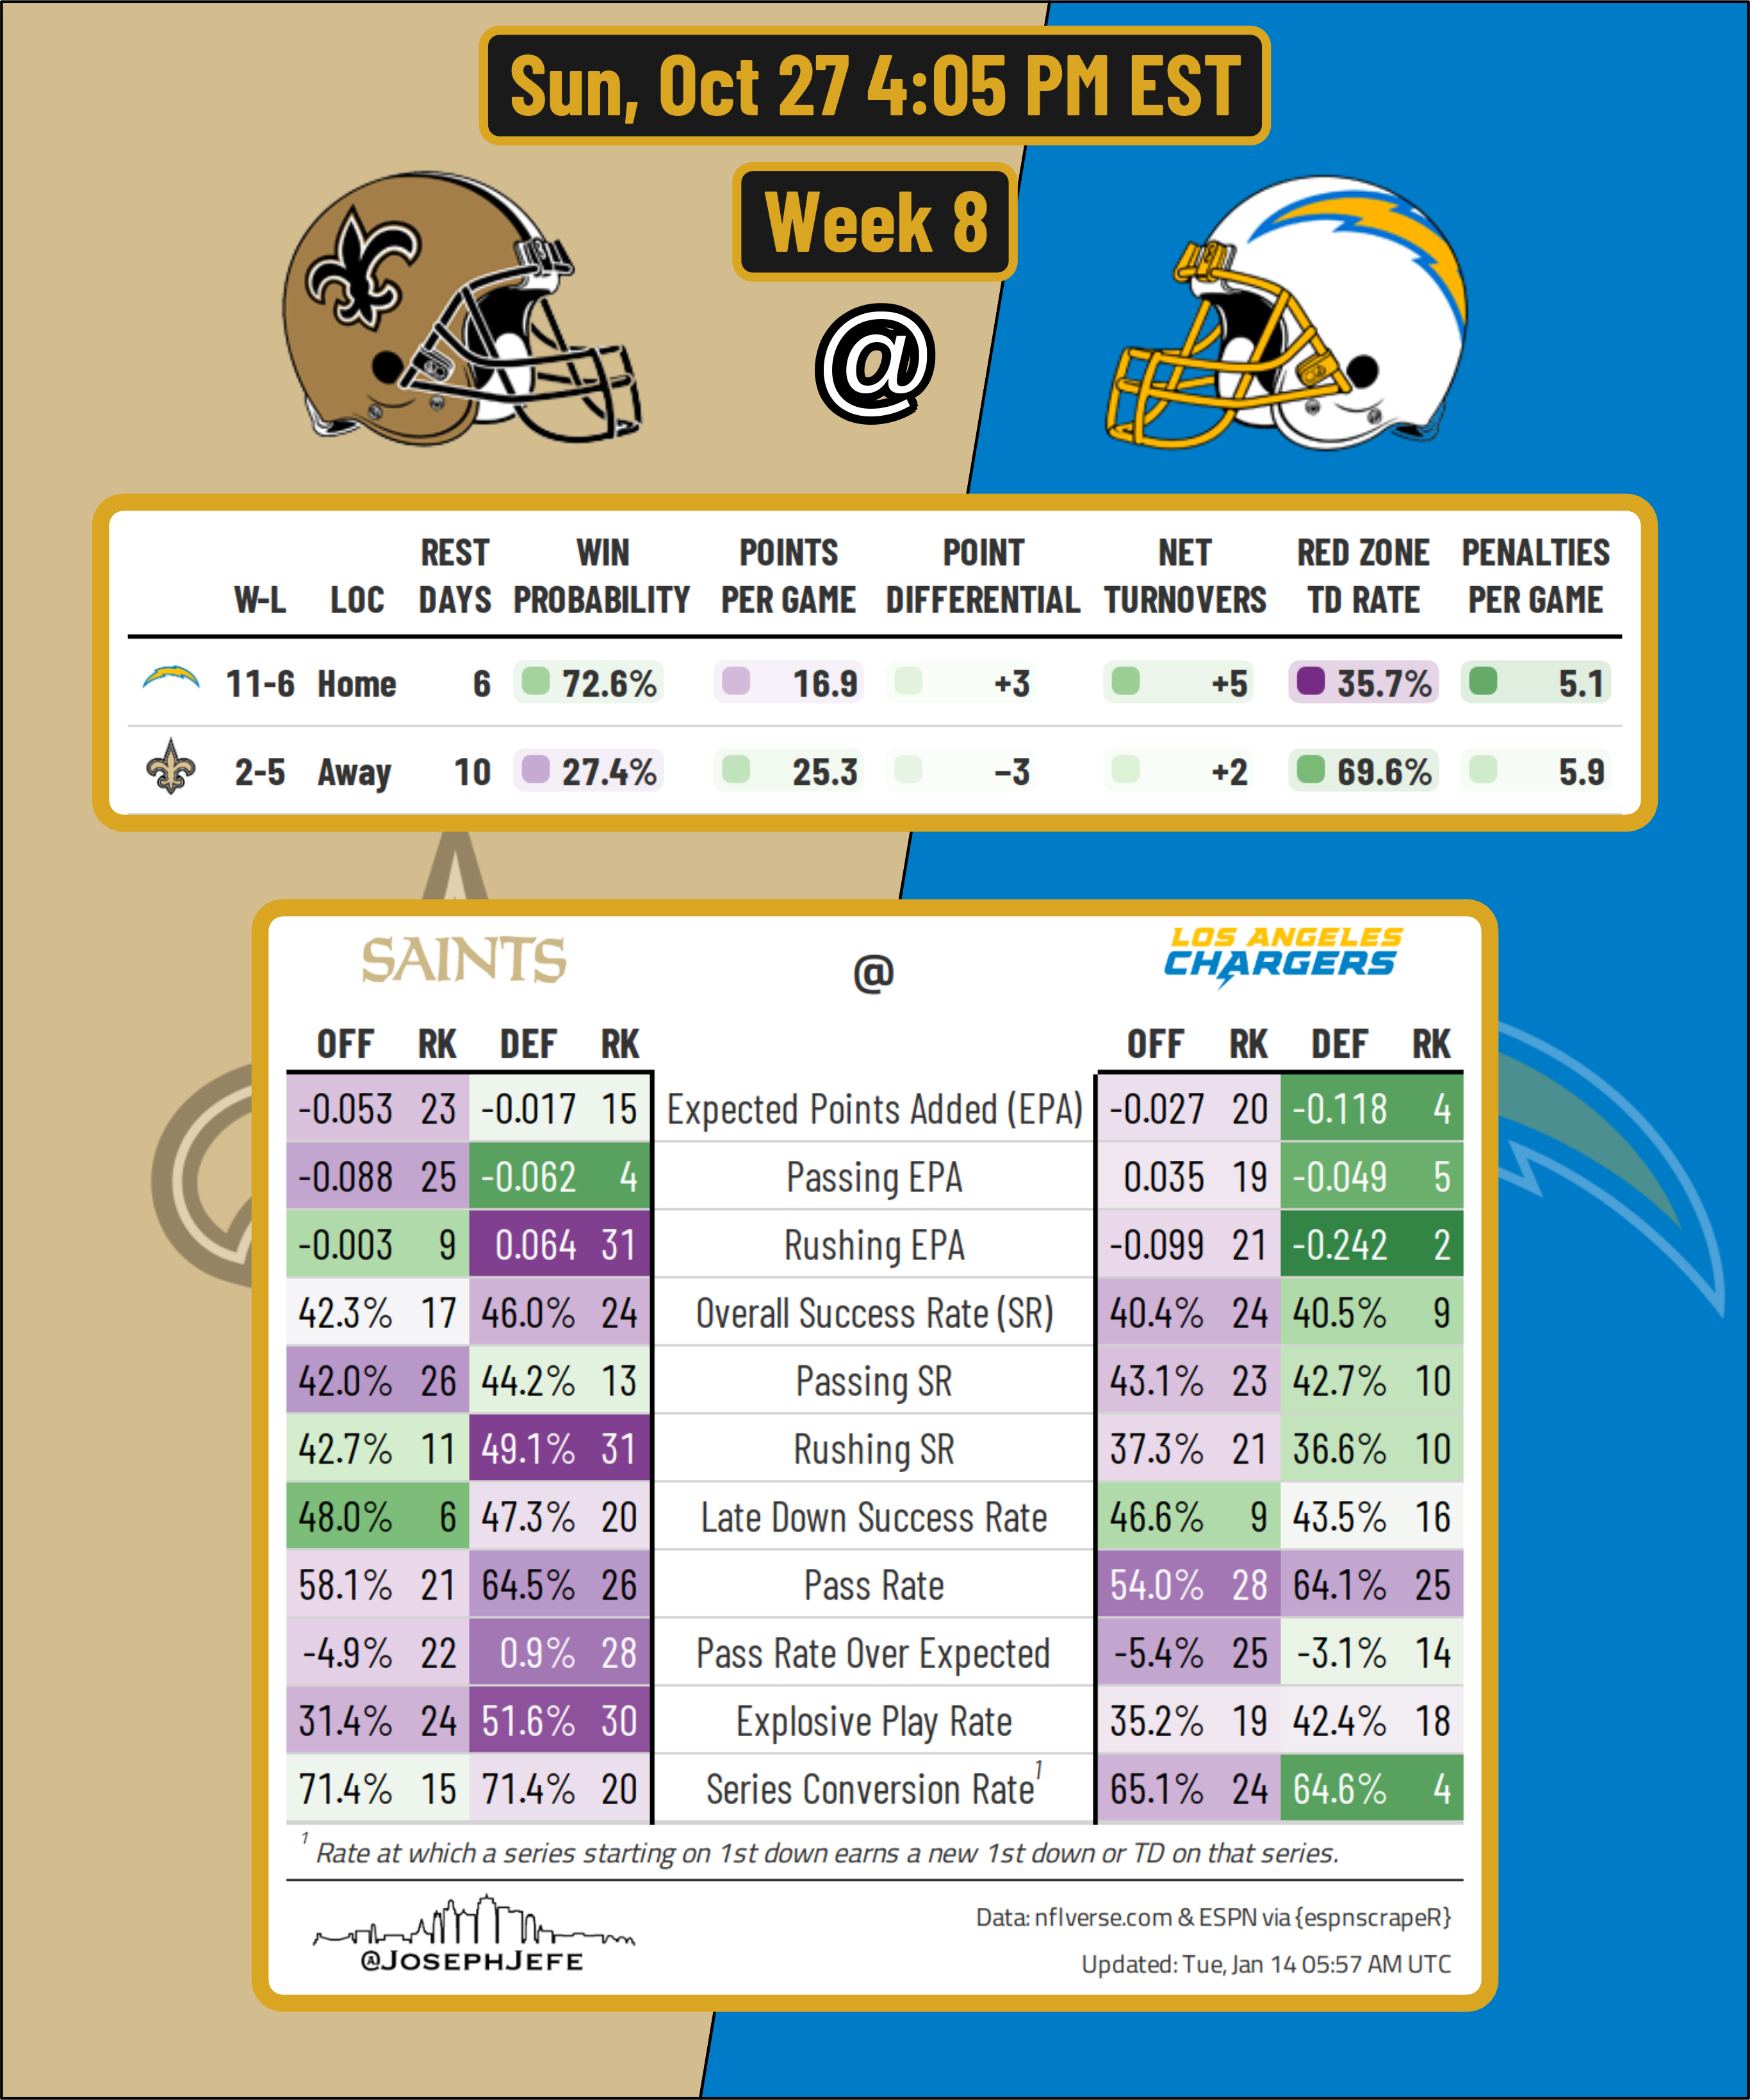 Sun, Oct 27 4:05 PM EST
Week 8
@
REST WIN POINTS POINT NET RED ZONE PENALTIES
W-L LOC DAYS PROBABILITY PER GAME DIFFERENTIAL TURNOVERS TD RATE PER GAME
11-6 Home 6 72.6% 16.9 +3 +5 35.7% 5.1
2-5 Away 10 27.4% 25.3 −3 +2 69.6% 5.9
SAINTS @ LOS ANGELES
CHARGERS
OFF RK DEF RK OFF RK DEF RK
-0.053 23 -0.017 15 Expected Points Added (EPA) -0.027 20 -0.118 4
-0.088 25 -0.062 4 Passing EPA 0.035 19 -0.049 5
-0.003 9 0.064 31 Rushing EPA -0.099 21 -0.242 2
42.3% 17 46.0% 24 Overall Success Rate (SR) 40.4% 24 40.5% 9
42.0% 26 44.2% 13 Passing SR 43.1% 23 42.7% 10
42.7% 11 49.1% 31 Rushing SR 37.3% 21 36.6% 10
48.0% 6 47.3% 20 Late Down Success Rate 46.6% 9 43.5% 16
58.1% 21 64.5% 26 Pass Rate 54.0% 28 64.1% 25
-4.9% 22 0.9% 28 Pass Rate Over Expected -5.4% 25 -3.1% 14
31.4% 24 51.6% 30 Explosive Play Rate 35.2% 19 42.4% 18
71.4% 15 71.4% 20 Series Conversion Rate1 65.1% 24 64.6% 4
1 Rate at which a series starting on 1st down earns a new 1st down or TD on that series.
@JOSEPHJEFE
Data: nflverse.com & ESPN via {espnscrapeR}
Updated: Tue, Jan 14 05:57 AM UTC